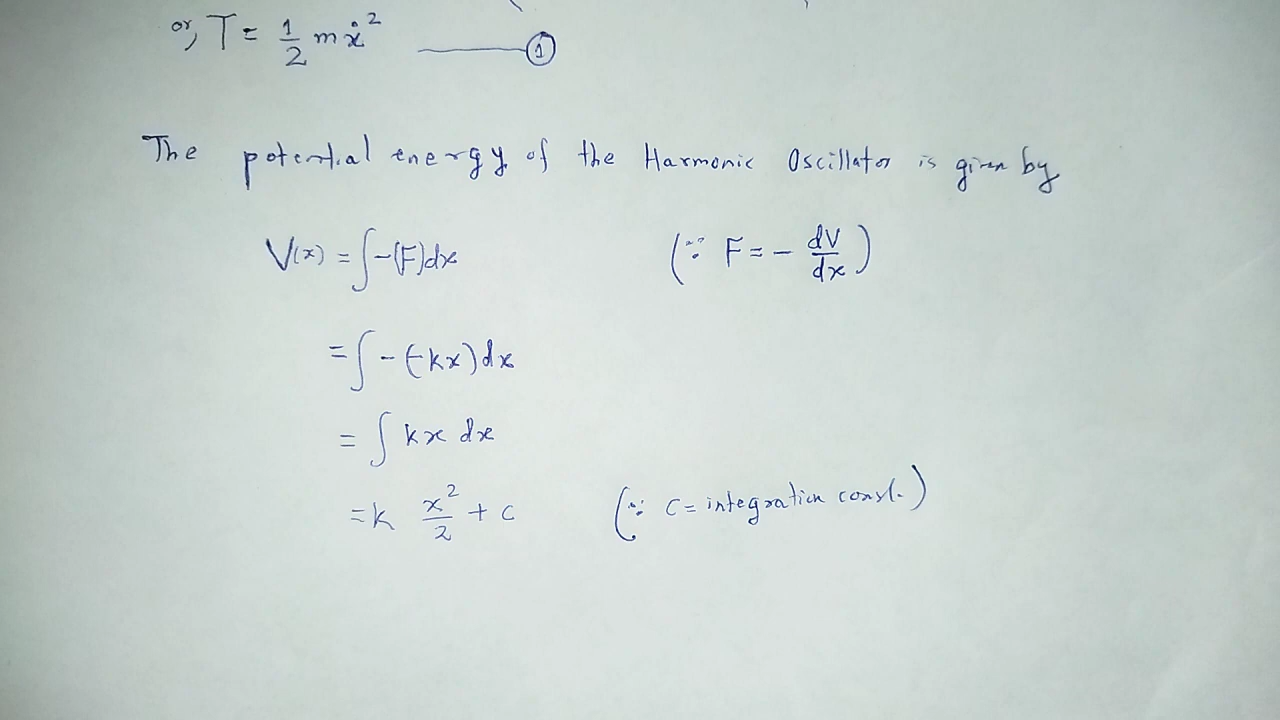 or, T = 1/2 mẋ² ——— ①
The potential energy of the Harmonic Oscillator is given by
V(x) = ∫-(F)dx (∵ F = - dV/dx)
= ∫ - (-kx)dx
= ∫ kx dx
= k x²/2 + c (∵ c = integration const.)